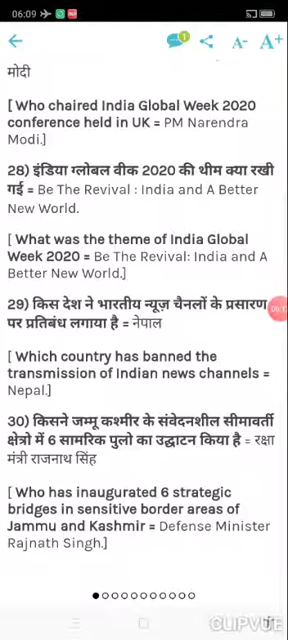 06:09
1
A- A+
मोदी
[ Who chaired India Global Week 2020
conference held in UK = PM Narendra
Modi.]
28) इंडिया ग्लोबल वीक 2020 की थीम क्या रखी
गई = Be The Revival : India and A Better
New World.
[ What was the theme of India Global
Week 2020 = Be The Revival: India and A
Better New World.]
29) किस देश ने भारतीय न्यूज़ चैनलों के प्रसारण
पर प्रतिबंध लगाया है = नेपाल
[ Which country has banned the
transmission of Indian news channels =
Nepal.]
30) किसने जम्मू कश्मीर के संवेदनशील सीमावर्ती
क्षेत्रो में 6 सामरिक पुलो का उद्घाटन किया है = रक्षा
मंत्री राजनाथ सिंह
[ Who has inaugurated 6 strategic
bridges in sensitive border areas of
Jammu and Kashmir = Defense Minister
Rajnath Singh.]
CLIPVUE